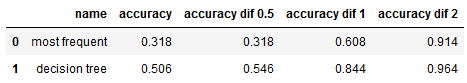 name accuracy accuracy dif 0.5 accuracy dif 1 accuracy dif 2
0 most frequent 0.318 0.318 0.608 0.914
1 decision tree 0.506 0.546 0.844 0.964